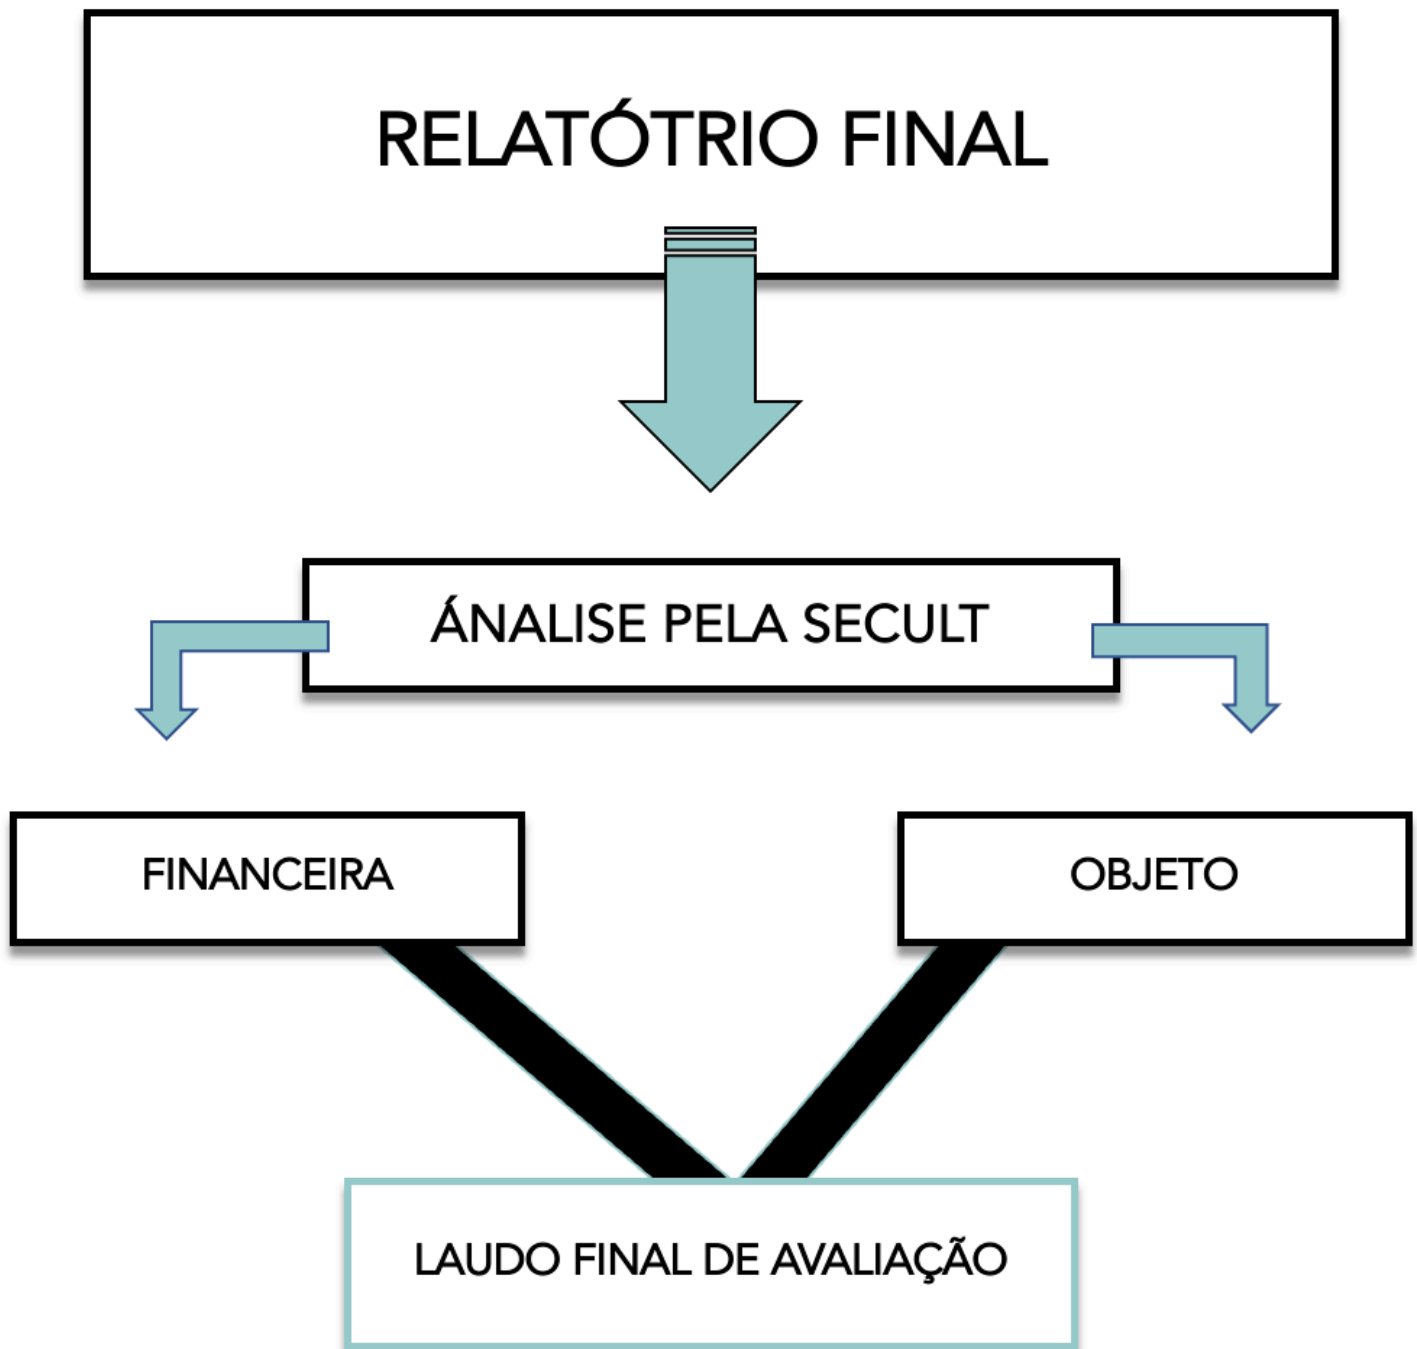 RELATÓTRIO FINAL
ÁNALISE PELA SECULT
FINANCEIRA
OBJETO
LAUDO FINAL DE AVALIAÇÃO